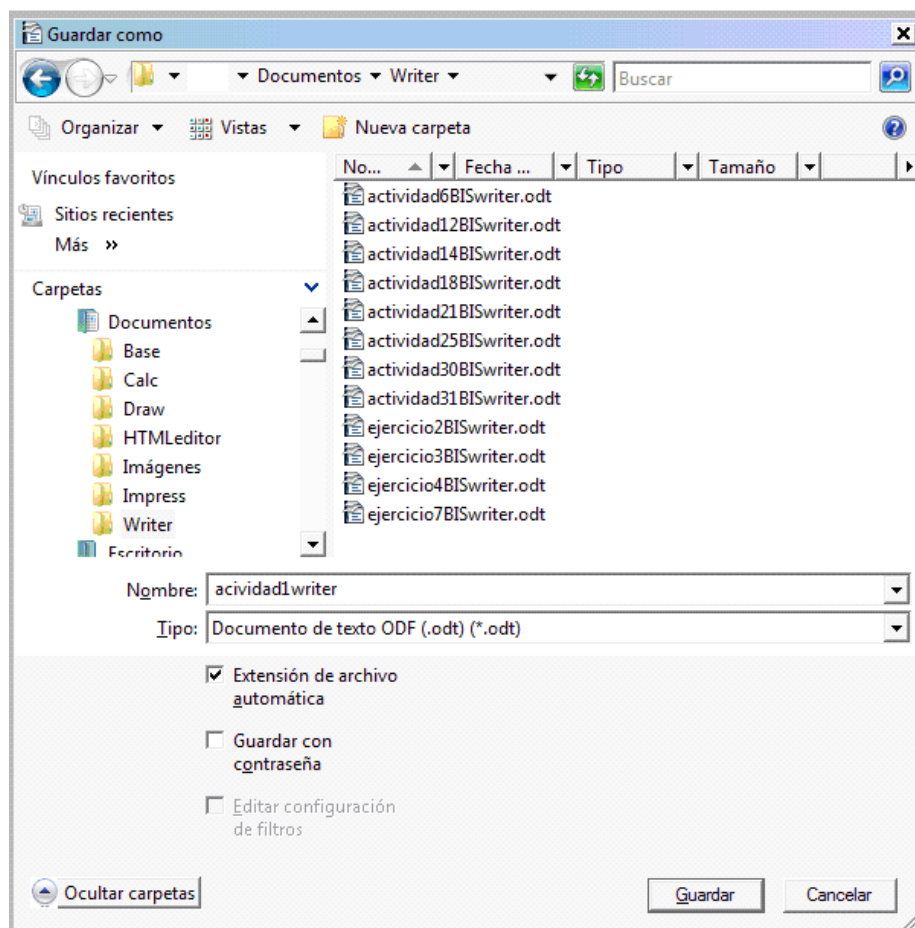 Guardar como
Documentos Writer
Buscar
Organizar Vistas Nueva carpeta
Vínculos favoritos
Sitios recientes
Más »
Carpetas
Documentos
Base
Calc
Draw
HTMLeditor
Imágenes
Impress
Writer
Escritorio
No... Fecha ... Tipo Tamaño
actividad6BISwriter.odt
actividad12BISwriter.odt
actividad14BISwriter.odt
actividad18BISwriter.odt
actividad21BISwriter.odt
actividad25BISwriter.odt
actividad30BISwriter.odt
actividad31BISwriter.odt
ejercicio2BISwriter.odt
ejercicio3BISwriter.odt
ejercicio4BISwriter.odt
ejercicio7BISwriter.odt
Nombre: acividad1writer
Tipo: Documento de texto ODF (.odt) (*.odt)
Extensión de archivo
automática
Guardar con
contraseña
Editar configuración
de filtros
Ocultar carpetas
Guardar Cancelar